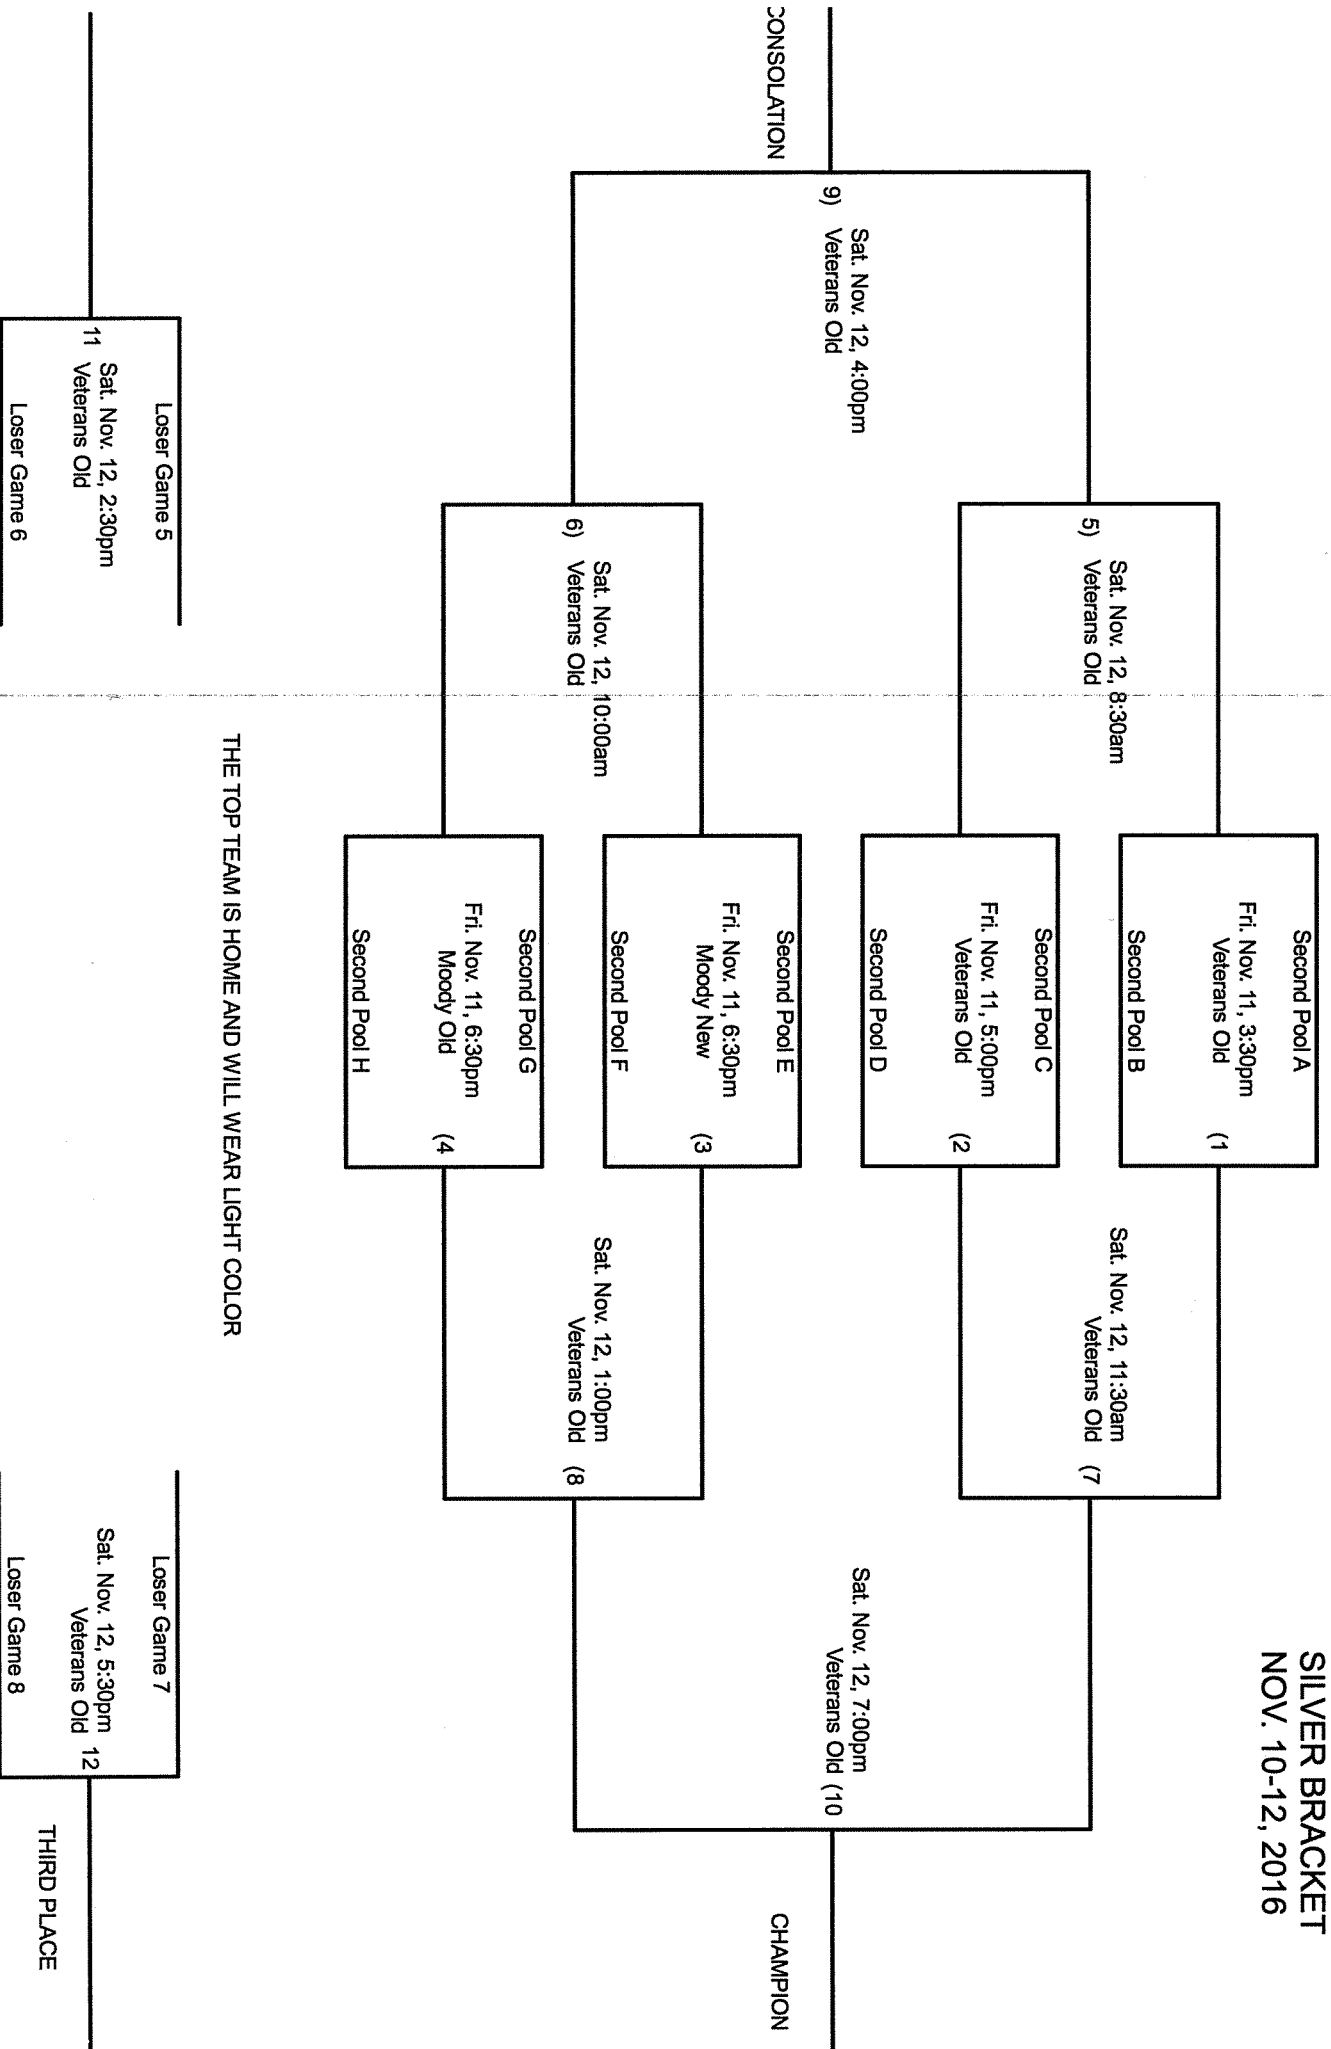 SILVER BRACKET
NOV. 10-12, 2016
Second Pool A
Fri. Nov. 11, 3:30pm
Veterans Old
(1
Second Pool B
Sat. Nov. 12, 8:30am
5) Veterans Old
Sat. Nov. 12, 11:30am
Veterans Old (7
Second Pool C
Fri. Nov. 11, 5:00pm
Veterans Old
(2
Second Pool D
Sat. Nov. 12, 4:00pm
9) Veterans Old
Sat. Nov. 12, 7:00pm
Veterans Old (10
CONSOLATION
CHAMPION
Second Pool E
Fri. Nov. 11, 6:30pm
Moody New
(3
Second Pool F
Sat. Nov. 12, 10:00am
6) Veterans Old
Sat. Nov. 12, 1:00pm
Veterans Old (8
Second Pool G
Fri. Nov. 11, 6:30pm
Moody Old
(4
Second Pool H
THE TOP TEAM IS HOME AND WILL WEAR LIGHT COLOR
Loser Game 5
Sat. Nov. 12, 2:30pm
11 Veterans Old
Loser Game 6
Loser Game 7
Sat. Nov. 12, 5:30pm
Veterans Old 12
Loser Game 8
THIRD PLACE